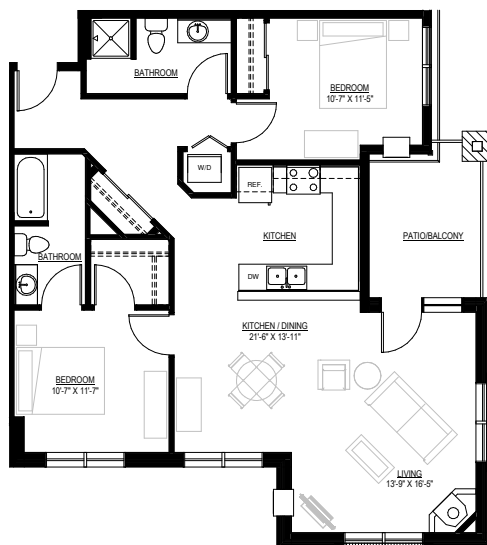 BATHROOM
BEDROOM
10'-7" X 11'-5"
W/D
REF.
KITCHEN
PATIO/BALCONY
BATHROOM
DW
KITCHEN / DINING
21'-6" X 13'-11"
BEDROOM
10'-7" X 11'-7"
LIVING
13'-9" X 16'-5"